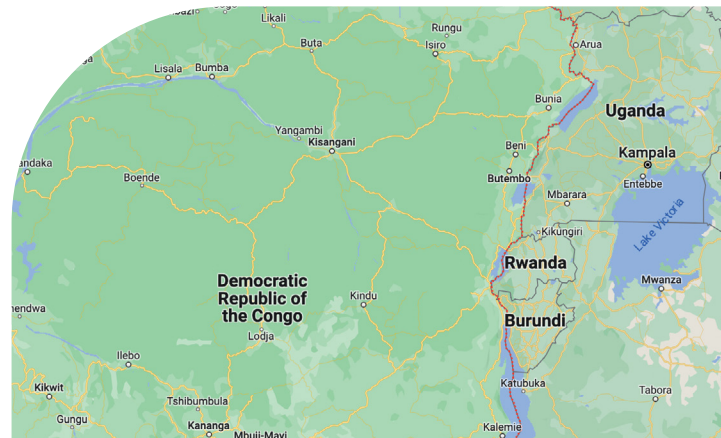 Likali
Rungu
Buta
Isiro
Arua
Lisala
Bumba
Bunia
Uganda
Yangambi
Kisangani
Beni
Kampala
Entebbe
Butembo
Boende
Mbarara
Lake Victoria
Kikungiri
Rwanda
Democratic
Republic of
the Congo
Kindu
Mwanza
Burundi
Lodja
Ilebo
Kikwit
Katubuka
Tabora
Tshibumbula
Gungu
Kananga
Mbuji-Mayi
Kalemie